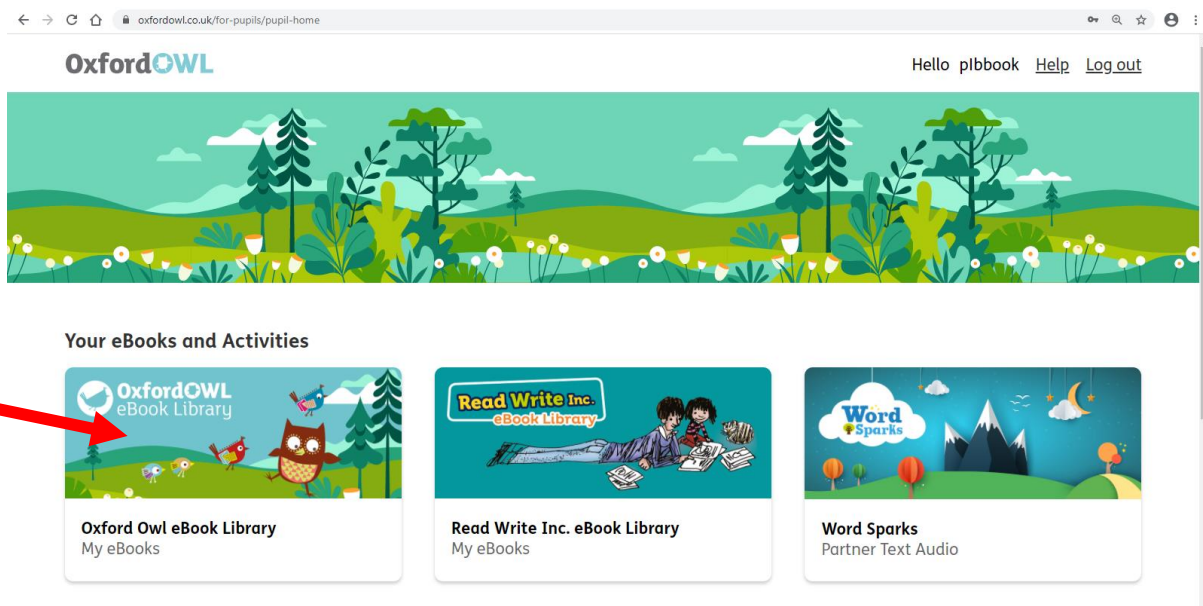 oxfordowl.co.uk/for-pupils/pupil-home
OxfordOWL
Hello plbbook Help Log out
Your eBooks and Activities
OxfordOWL
eBook Library
Read Write Inc.
eBook Library
Word
Sparks
Oxford Owl eBook Library
My eBooks
Read Write Inc. eBook Library
My eBooks
Word Sparks
Partner Text Audio